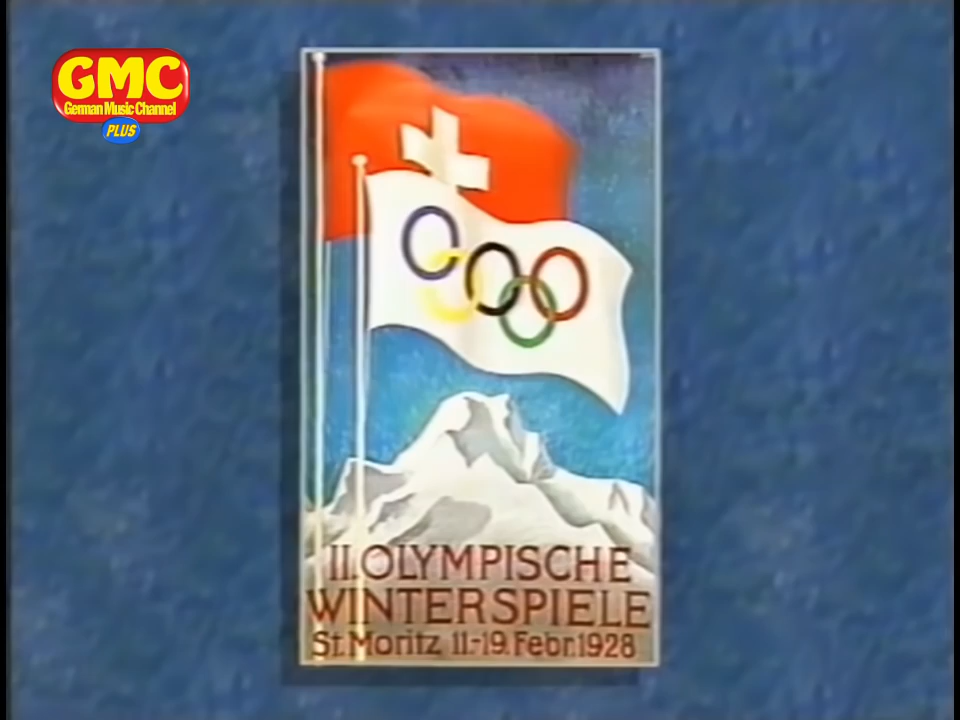 GMC
German Music Channel
PLUS
II. OLYMPISCHE
WINTERSPIELE
St. Moritz 11.-19. Febr. 1928